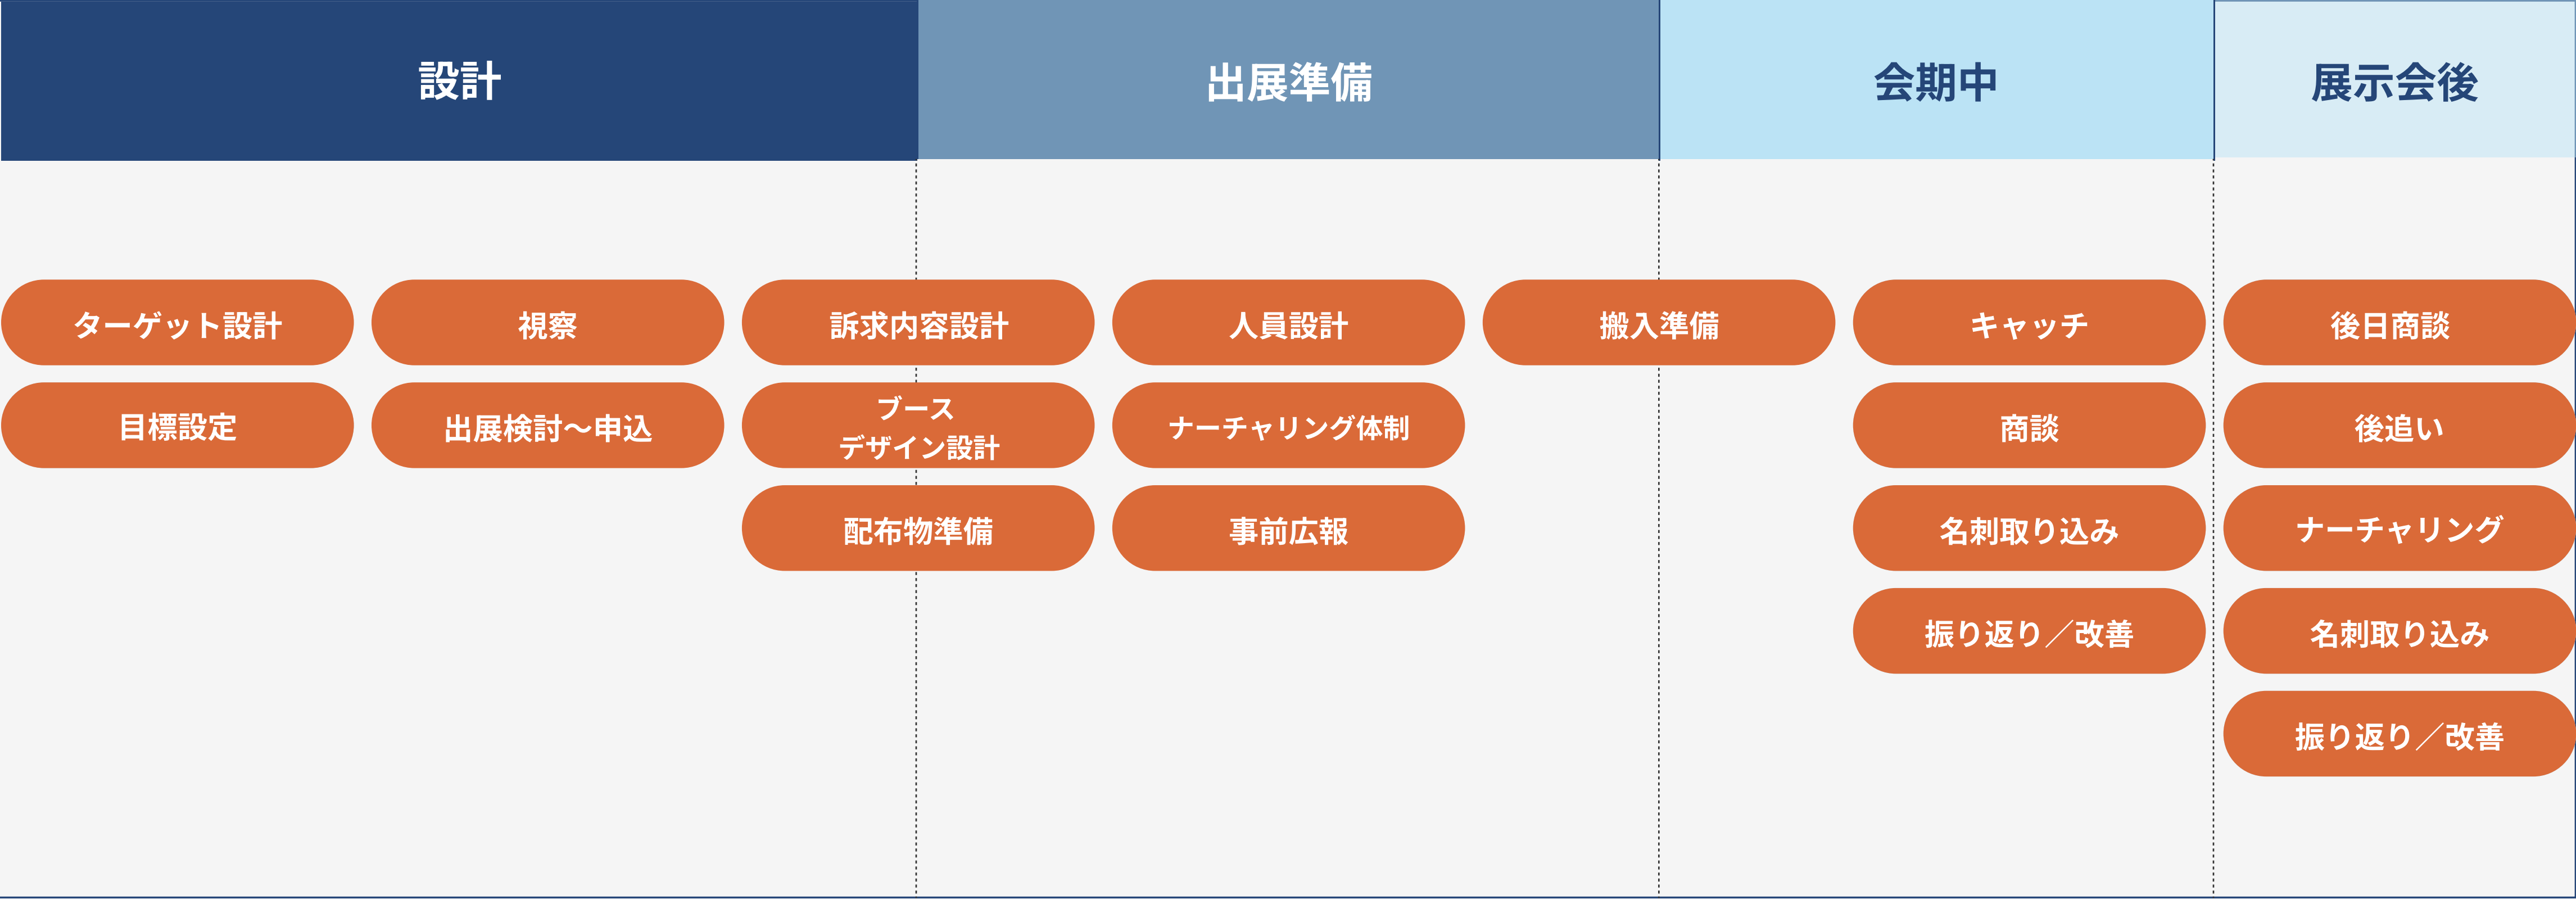 設計
出展準備
会期中
展示会後
ターゲット設計
視察
訴求内容設計
人員設計
搬入準備
キャッチ
後日商談
目標設定
出展検討～申込
ブース
デザイン設計
ナーチャリング体制
商談
後追い
配布物準備
事前広報
名刺取り込み
ナーチャリング
振り返り／改善
名刺取り込み
振り返り／改善